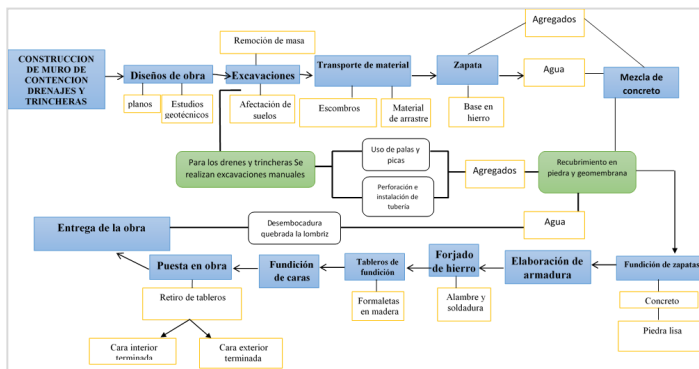 Agregados
Remoción de masa
CONSTRUCCION
DE MURO DE
CONTENCION
DRENAJES Y
TRINCHERAS
Diseños de obra
Excavaciones
Transporte de material
Zapata
Agua
Mezcla de
concreto
planos
Estudios
geotécnicos
Afectación de
suelos
Escombros
Material
de arrastre
Base en
hierro
Para los drenes y trincheras Se
realizan excavaciones manuales
Uso de palas y
picas
Perforación e
instalación de
tubería
Agregados
Recubrimiento en
piedra y geomembrana
Entrega de la obra
Desembocadura
quebrada la lombriz
Agua
Puesta en obra
Fundición
de caras
Tableros de
fundición
Forjado
de hierro
Elaboración de
armadura
Fundición de zapatas
Retiro de tableros
Formaletas
en madera
Alambre y
soldadura
Concreto
Piedra lisa
Cara interior
terminada
Cara exterior
terminada